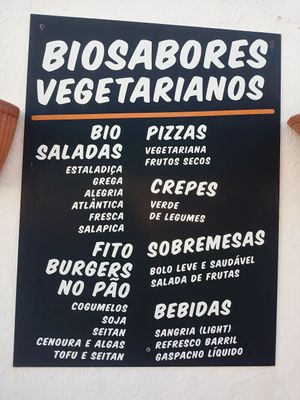 BIOSABORES
VEGETARIANOS
BIO
SALADAS
ESTALADIÇA
GREGA
ALEGRIA
ATLÂNTICA
FRESCA
SALAPICA
FITO
BURGERS
NO PÃO
COGUMELOS
SOJA
SEITAN
CENOURA E ALGAS
TOFU E SEITAN
PIZZAS
VEGETARIANA
FRUTOS SECOS
CREPES
VERDE
DE LEGUMES
SOBREMESAS
BOLO LEVE E SAUDÁVEL
SALADA DE FRUTAS
BEBIDAS
SANGRIA (LIGHT)
REFRESCO BARRIL
GASPACHO LÍQUIDO